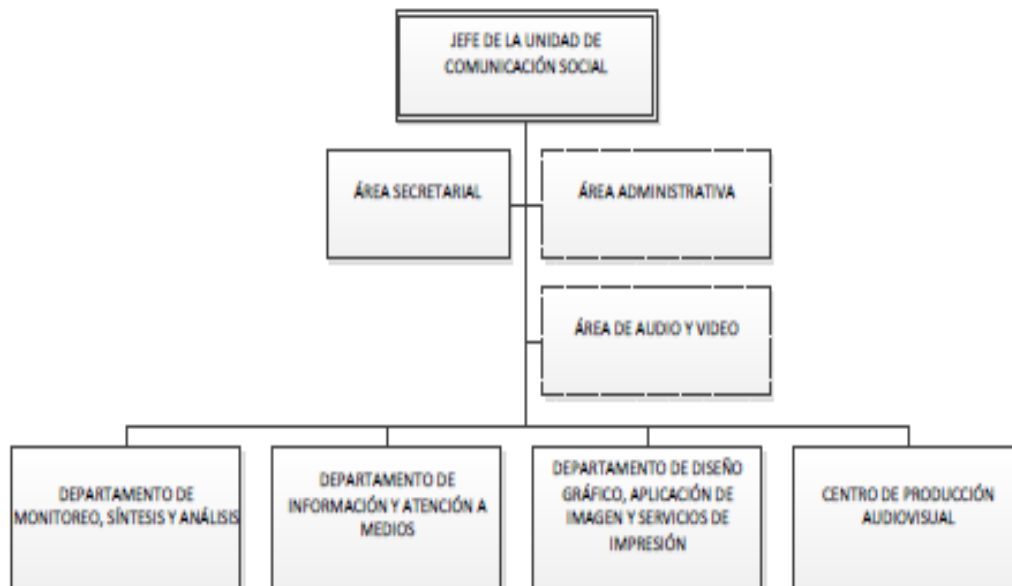 JEFE DE LA UNIDAD DE
COMUNICACIÓN SOCIAL
ÁREA SECRETARIAL
ÁREA ADMINISTRATIVA
ÁREA DE AUDIO Y VIDEO
DEPARTAMENTO DE
MONITOREO, SÍNTESIS Y ANÁLISIS
DEPARTAMENTO DE
INFORMACIÓN Y ATENCIÓN A
MEDIOS
DEPARTAMENTO DE DISEÑO
GRÁFICO, APLICACIÓN DE
IMAGEN Y SERVICIOS DE
IMPRESIÓN
CENTRO DE PRODUCCIÓN
AUDIOVISUAL